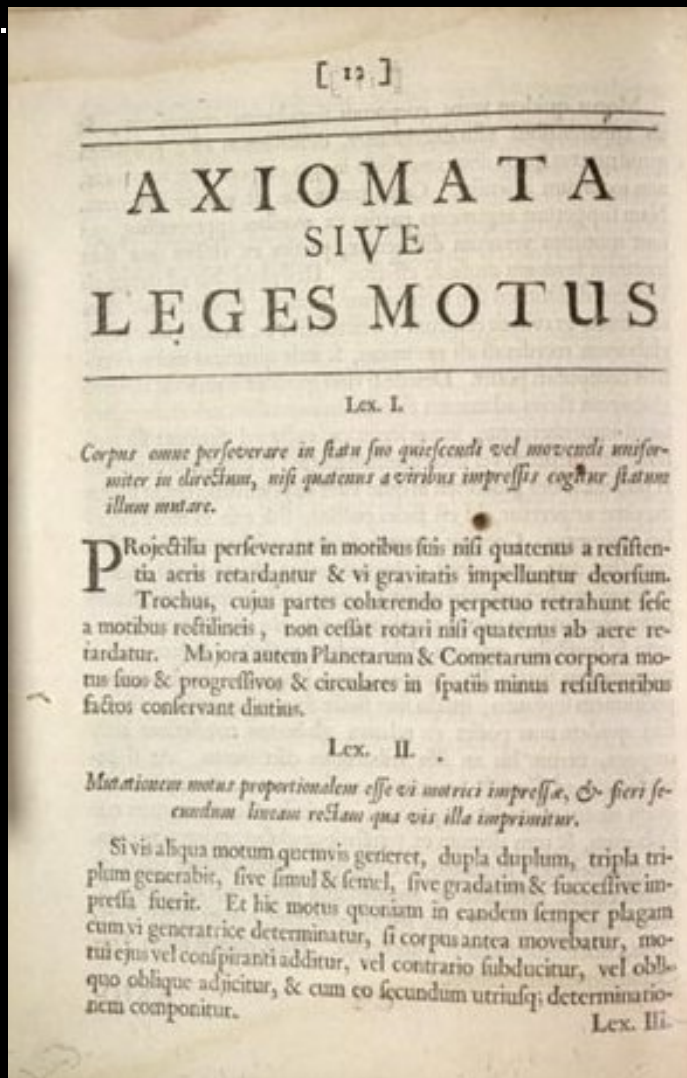 [ 12 ]
AXIOMATA
SIVE
LEGES MOTUS
Lex. I.
Corpus omne perſeverare in ſtatu ſuo quieſcendi vel movendi unifor-
miter in directum, niſi quatenus a viribus impreſſis cogitur ſtatum
illum mutare.
PRojectilia perſeverant in motibus ſuis niſi quatenus a reſiſten-
tia aeris retardantur & vi gravitatis impelluntur deorſum.
Trochus, cujus partes cohærendo perpetuo retrahunt ſeſe
a motibus rectilineis, non ceſſat rotari niſi quatenus ab aere re-
tardatur. Majora autem Planetarum & Cometarum corpora mo-
tus ſuos & progreſſivos & circulares in ſpatiis minus reſiſtentibus
factos conſervant diutius.
Lex. II.
Mutationem motus proportionalem eſſe vi motrici impreſſæ, & fieri ſe-
cundum lineam rectam qua vis illa imprimitur.
Si vis aliqua motum quemvis generet, dupla duplum, tripla tri-
plum generabit, ſive ſimul & ſemel, ſive gradatim & ſucceſſive im-
preſſa fuerit. Et hic motus quoniam in eandem ſemper plagam
cum vi generatrice determinatur, ſi corpus antea movebatur, mo-
tui ejus vel conſpiranti additur, vel contrario ſubducitur, vel obli-
quo oblique adjicitur, & cum eo ſecundum utriuſq; determinatio-
nem componitur.
Lex. III.